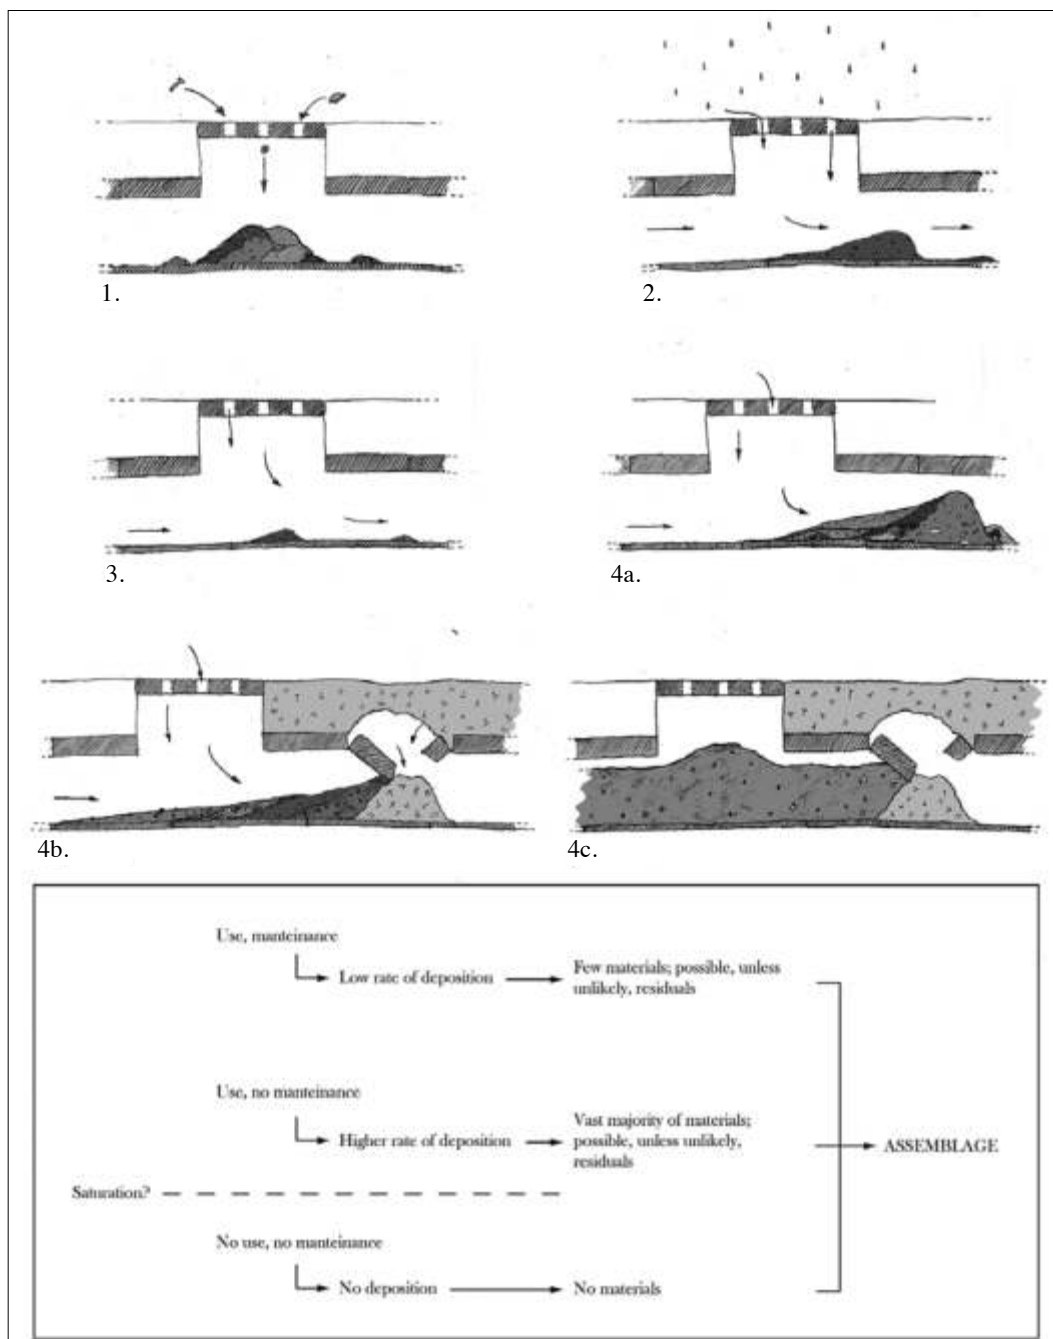 1.
2.
3.
4a.
4b.
4c.
Use, manteinance
Low rate of deposition
Few materials; possible, unless
unlikely, residuals
Use, no manteinance
Higher rate of deposition
Vast majority of materials;
possible, unless unlikely,
residuals
ASSEMBLAGE
Saturation?
No use, no manteinance
No deposition
No materials